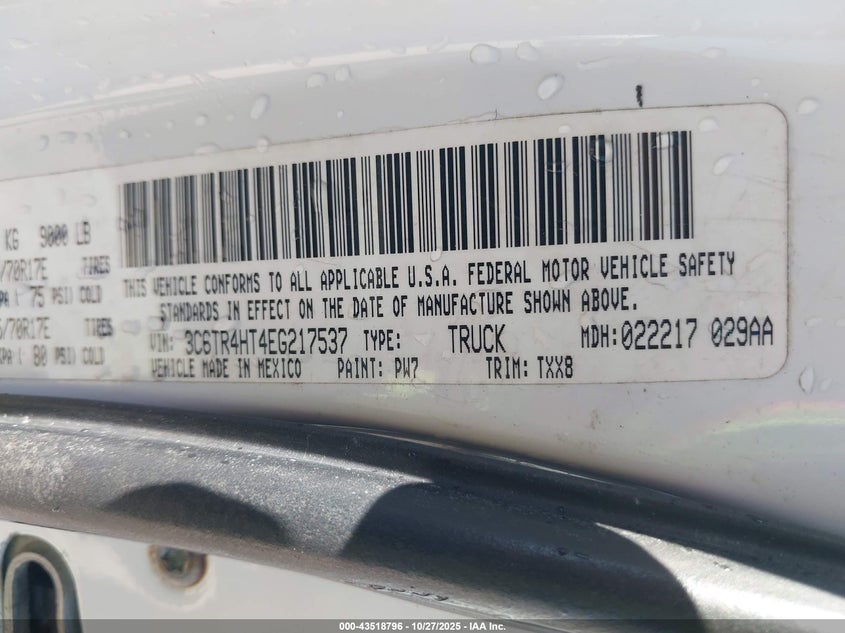 KG 9000 LB
/70R17E TIRES
75 PSI) COLD
/70R17E TIRES
80 PSI) COLD
THIS VEHICLE CONFORMS TO ALL APPLICABLE U.S.A. FEDERAL MOTOR VEHICLE SAFETY
STANDARDS IN EFFECT ON THE DATE OF MANUFACTURE SHOWN ABOVE.
VIN: 3C6TR4HT4EG217537 TYPE: TRUCK MDH:022217 029AA
VEHICLE MADE IN MEXICO PAINT: PW7 TRIM: TXX8
000-43518796 - 10/27/2025 - IAA Inc.